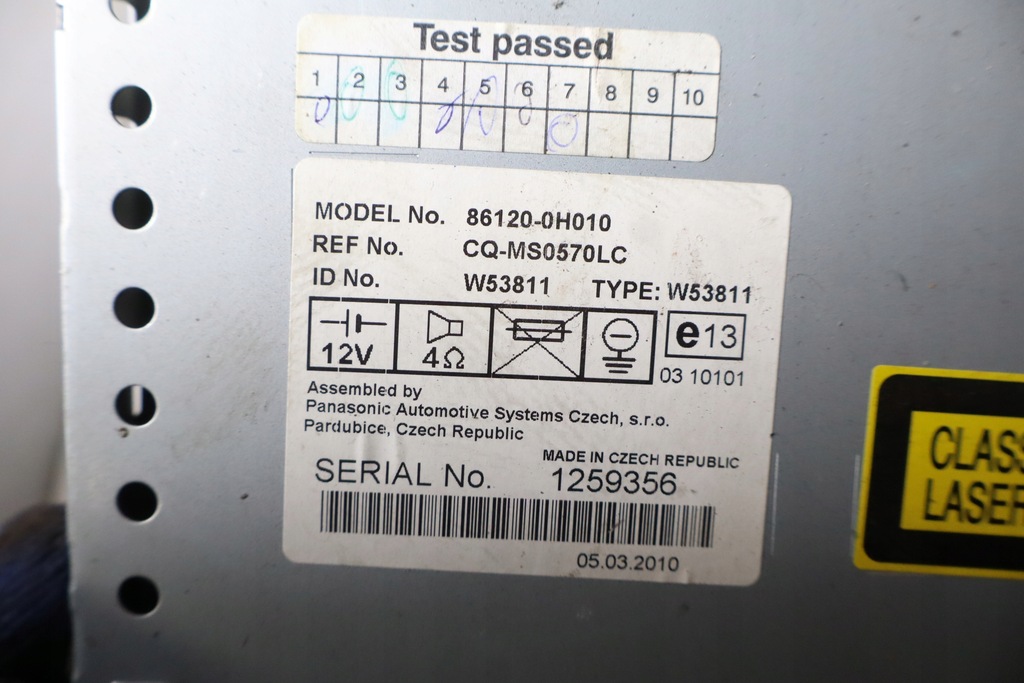 Test passed
1 2 3 4 5 6 7 8 9 10
MODEL No. 86120-0H010
REF No. CQ-MS0570LC
ID No. W53811 TYPE: W53811
12V 4Ω e13
03 10101
Assembled by
Panasonic Automotive Systems Czech, s.r.o.
Pardubice, Czech Republic
MADE IN CZECH REPUBLIC
SERIAL No. 1259356
05.03.2010
CLASS
LASER